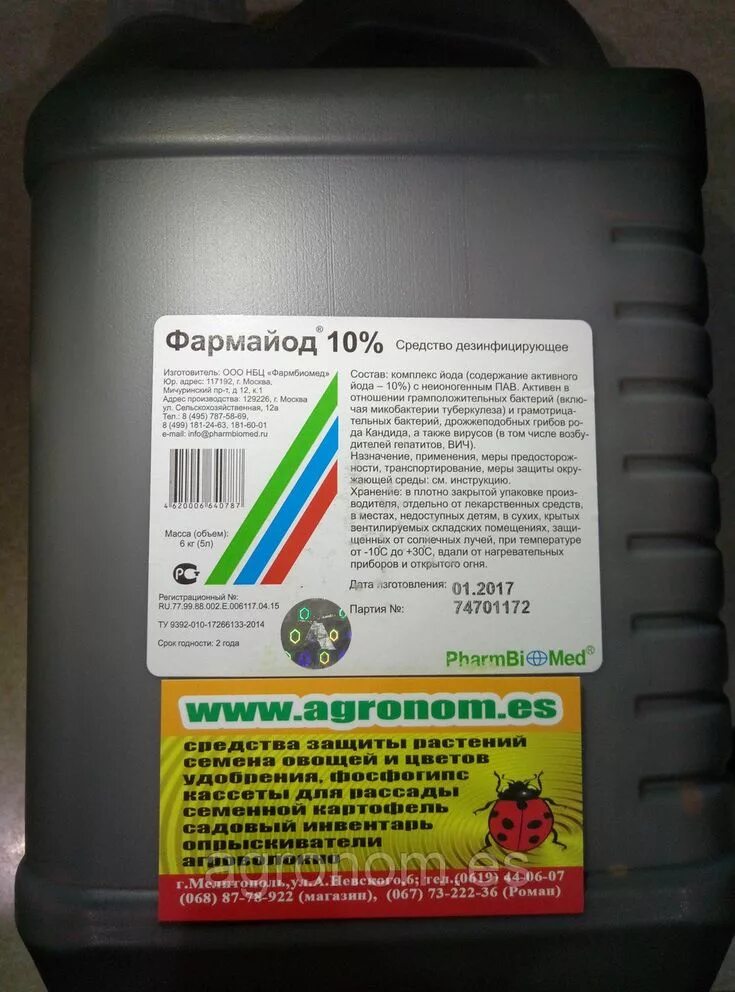 Фармайод® 10% Средство дезинфицирующее
Изготовитель: ООО НБЦ «Фармбиомед»
Юр. адрес: 117192, г. Москва,
Мичуринский пр-т, д 12, к.1
Адрес производства: 129226, г. Москва
ул. Сельскохозяйственная, 12а
Тел.: 8 (495) 787-58-69,
8 (499) 181-24-63, 181-60-01
e-mail: info@pharmbiomed.ru
4620006640787
Масса (объем):
6 кг (5л)
РС
Регистрационный №:
RU.77.99.88.002.E.006117.04.15
ТУ 9392-010-17266133-2014
Срок годности: 2 года
Состав: комплекс йода (содержание активного
йода – 10%) с неионогенным ПАВ. Активен в
отношении грамположительных бактерий (вклю-
чая микобактерии туберкулеза) и грамотрица-
тельных бактерий, дрожжеподобных грибов ро-
да Кандида, а также вирусов (в том числе возбу-
дителей гепатитов, ВИЧ).
Назначение, применения, меры предосторож-
ности, транспортирование, меры защиты окру-
жающей среды: см. инструкцию.
Хранение: в плотно закрытой упаковке произ-
водителя, отдельно от лекарственных средств,
в местах, недоступных детям, в сухих, крытых
вентилируемых складских помещениях, защи-
щенных от солнечных лучей, при температуре
от -10С до +30С, вдали от нагревательных
приборов и открытого огня.
Дата изготовления: 01.2017
Партия №: 74701172
PharmBiMed®
www.agronom.es
средства защиты растений
семена овощей и цветов
удобрения, фосфогипс
кассеты для рассады
семенной картофель
садовый инвентарь
опрыскиватели
агроволокно
agronom.es
г.Мелитополь,ул.А.Невского,6; тел.(0619) 44-06-07
(068) 87-78-922 (магазин), (067) 73-222-36 (Роман)